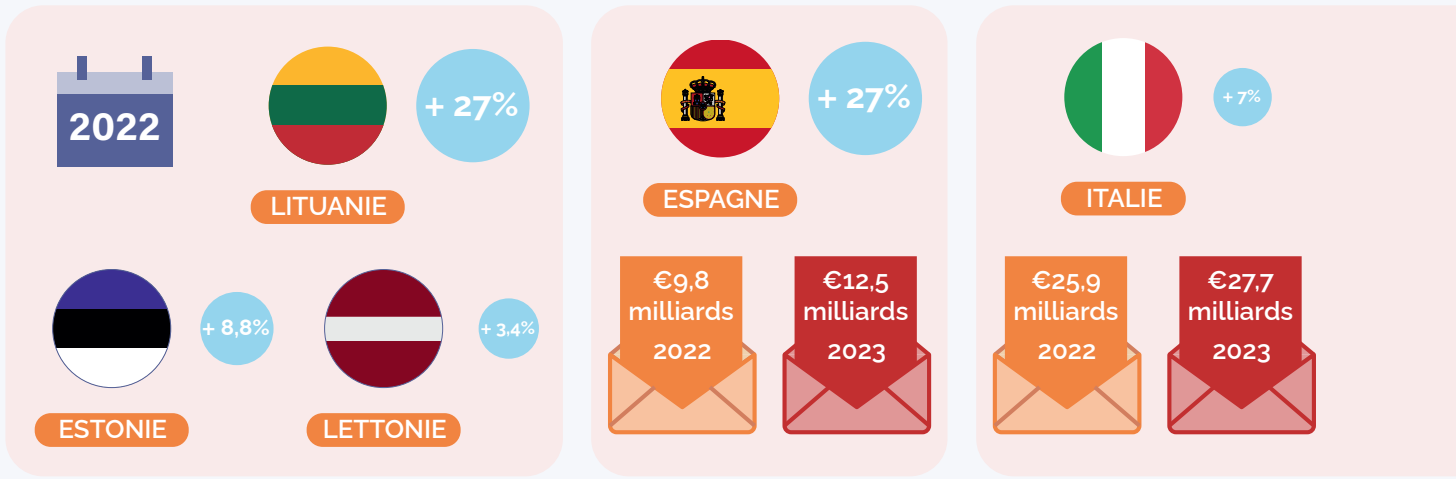 2022
+ 27%
LITUANIE
+ 8,8%
ESTONIE
+ 3,4%
LETTONIE
+ 27%
ESPAGNE
€9,8
milliards
2022
€12,5
milliards
2023
+ 7%
ITALIE
€25,9
milliards
2022
€27,7
milliards
2023